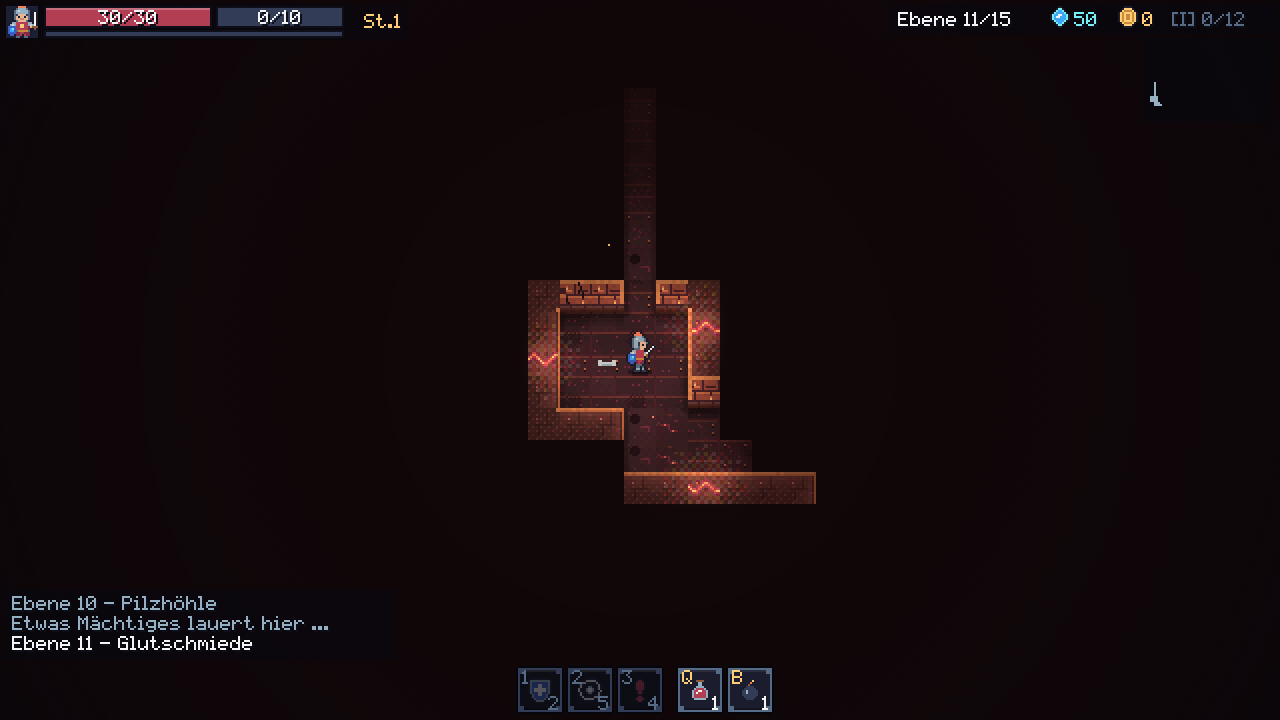 30/30 0/10 St.1 Ebene 11/15 50 0 [I] 0/12
Ebene 10 – Pilzhöhle
Etwas Mächtiges lauert hier ...
Ebene 11 – Glutschmiede
1 2 2 5 3 4 Q 1 B 1